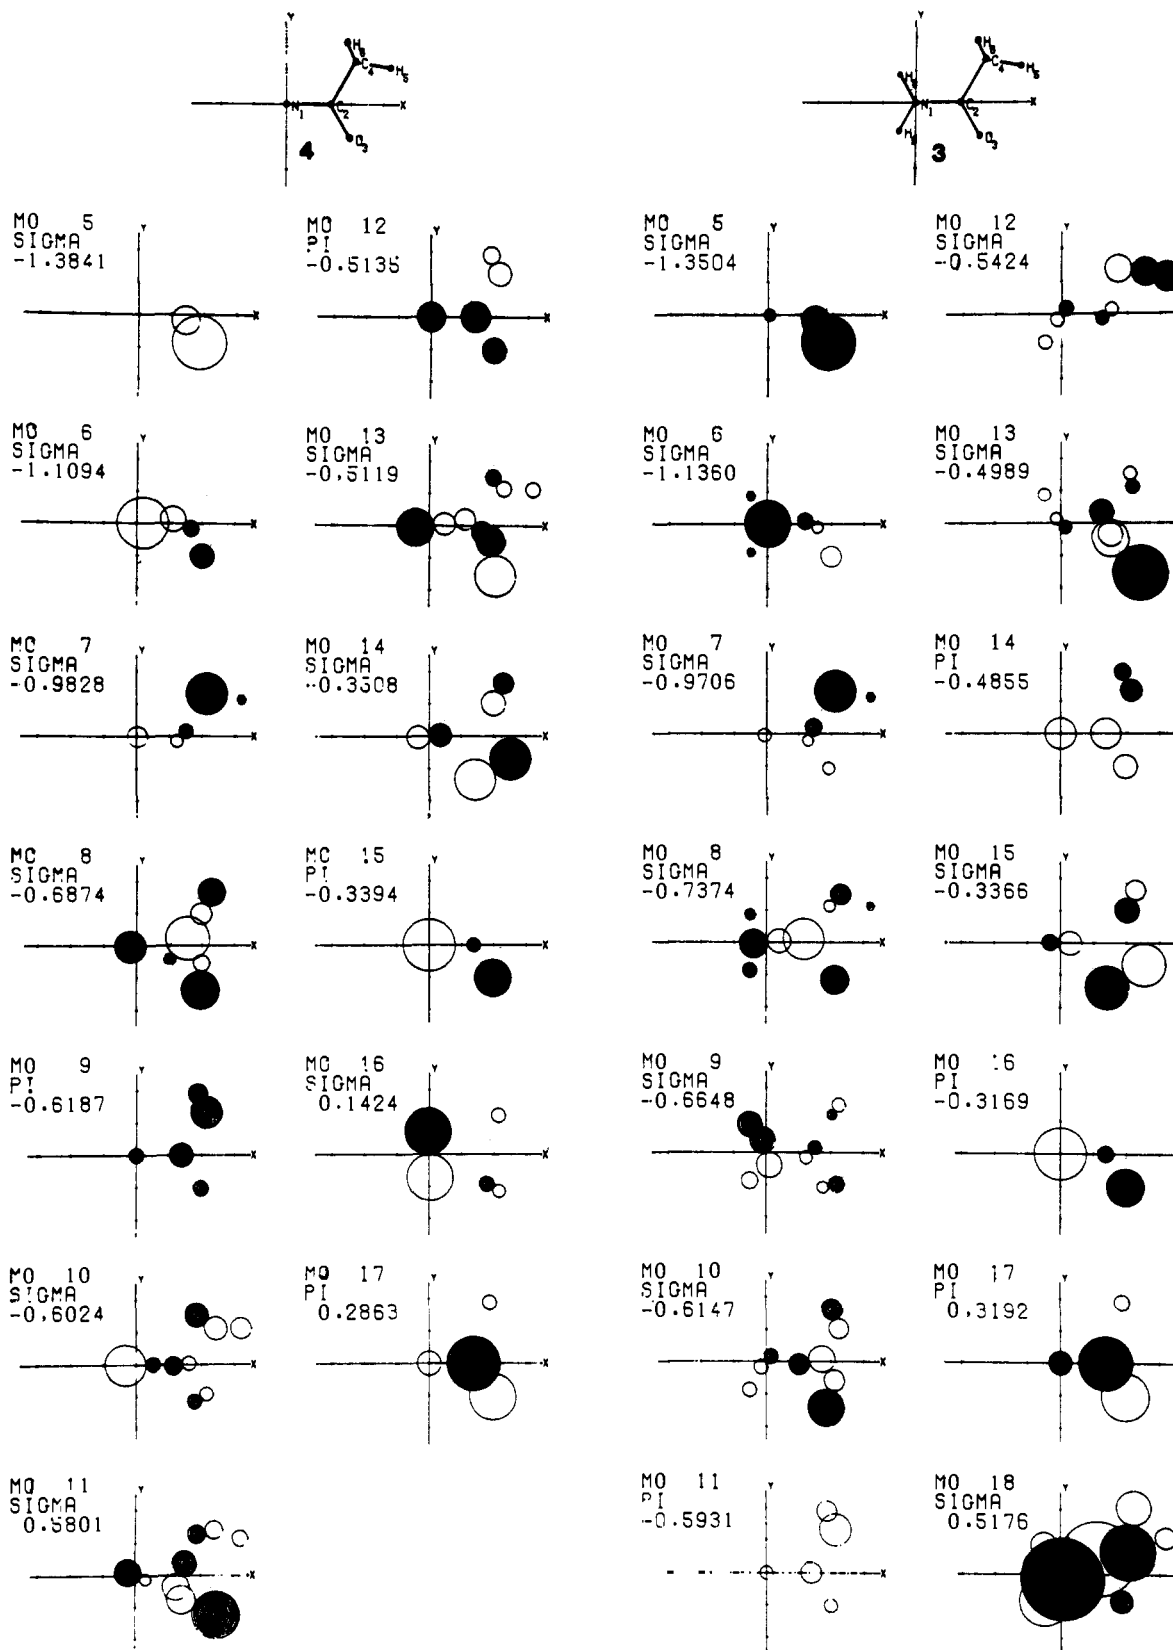 Y
H₆
C₄
H₅
X
N₁
C₂
O₃
4
Y
H₆
C₄
H₅
X
N₁
C₂
O₃
3
MO 5
SIGMA
-1.3841
MO 12
PI
-0.5135
MO 5
SIGMA
-1.3504
MO 12
SIGMA
-0.5424
MO 6
SIGMA
-1.1094
MO 13
SIGMA
-0.5119
MO 6
SIGMA
-1.1360
MO 13
SIGMA
-0.4989
MO 7
SIGMA
-0.9828
MO 14
SIGMA
-0.3508
MO 7
SIGMA
-0.9706
MO 14
PI
-0.4855
MO 8
SIGMA
-0.6874
MO 15
PI
-0.3394
MO 8
SIGMA
-0.7374
MO 15
SIGMA
-0.3366
MO 9
PI
-0.6187
MO 16
SIGMA
0.1424
MO 9
SIGMA
-0.6648
MO 16
PI
-0.3169
MO 10
SIGMA
-0.6024
MO 17
PI
0.2863
MO 10
SIGMA
-0.6147
MO 17
PI
0.3192
MO 11
SIGMA
0.5801
MO 11
PI
-0.5931
MO 18
SIGMA
0.5176